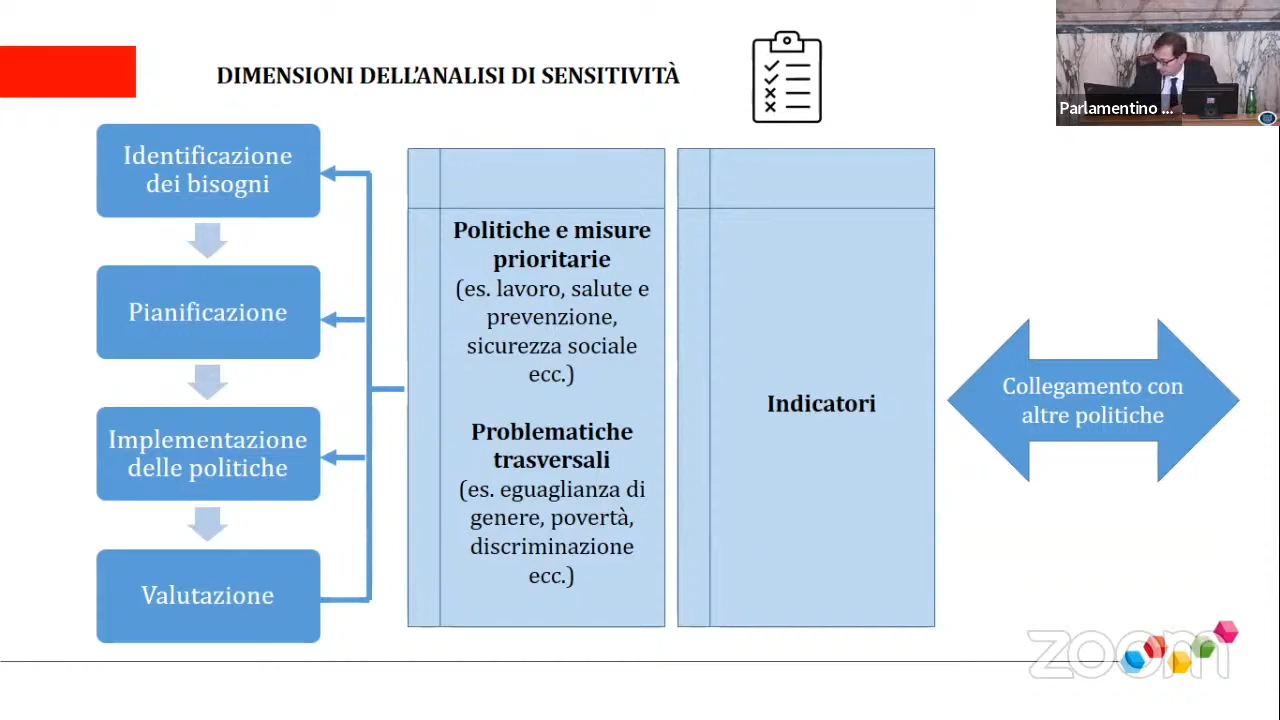 DIMENSIONI DELL'ANALISI DI SENSITIVITÀ
Parlamentino ...
Identificazione
dei bisogni
Pianificazione
Implementazione
delle politiche
Valutazione
Politiche e misure
prioritarie
(es. lavoro, salute e
prevenzione,
sicurezza sociale
ecc.)
Problematiche
trasversali
(es. eguaglianza di
genere, povertà,
discriminazione
ecc.)
Indicatori
Collegamento con
altre politiche
zoom